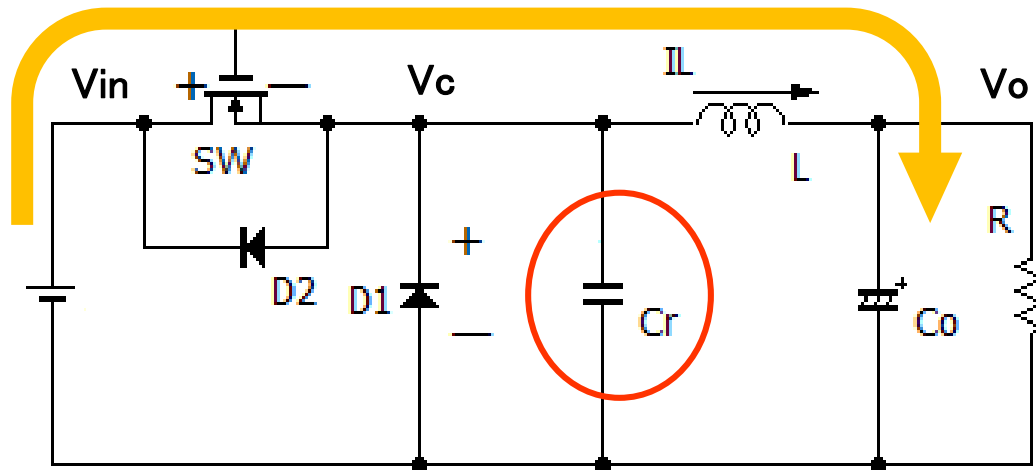 Vin
+
—
Vc
IL
Vo
SW
L
R
D2
D1
+
—
Cr
+
Co